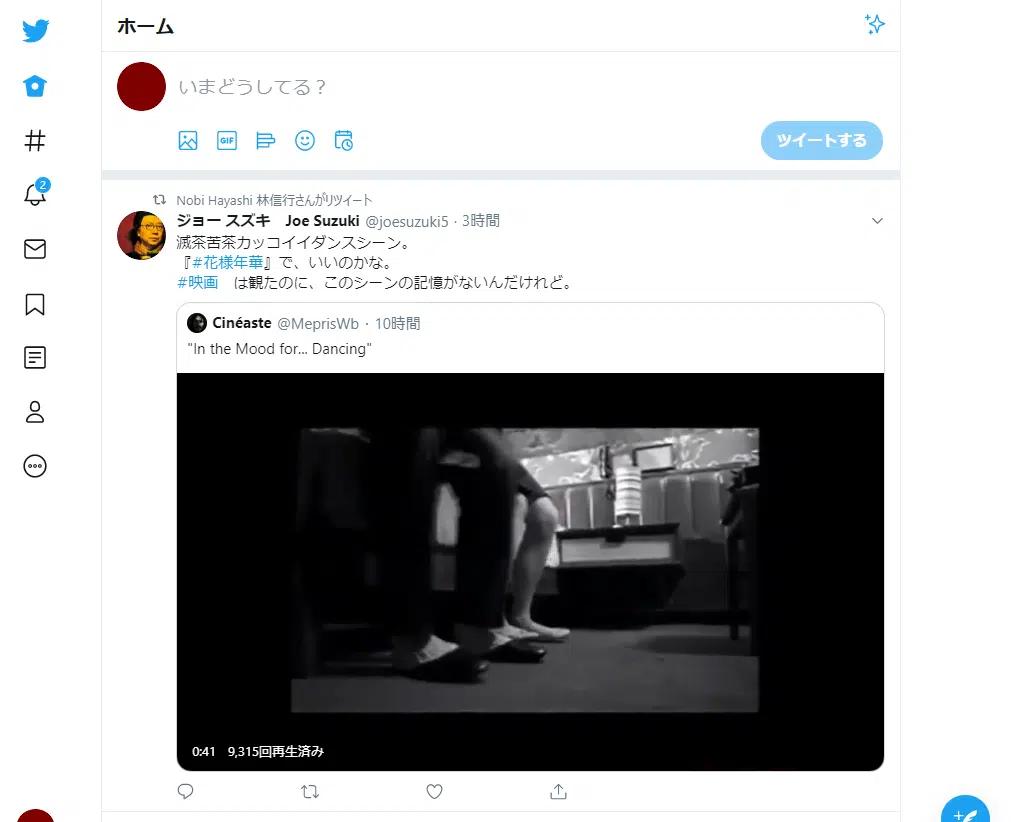 ホーム
いまどうしてる？
GIF
ツイートする
2
Nobi Hayashi 林信行さんがリツイート
ジョー スズキ　Joe Suzuki @joesuzuki5 · 3時間
滅茶苦茶カッコイイダンスシーン。
『#花様年華』で、いいのかな。
#映画　は観たのに、このシーンの記憶がないんだけれど。
Cinéaste @MeprisWb · 10時間
"In the Mood for... Dancing"
0:41 9,315回再生済み